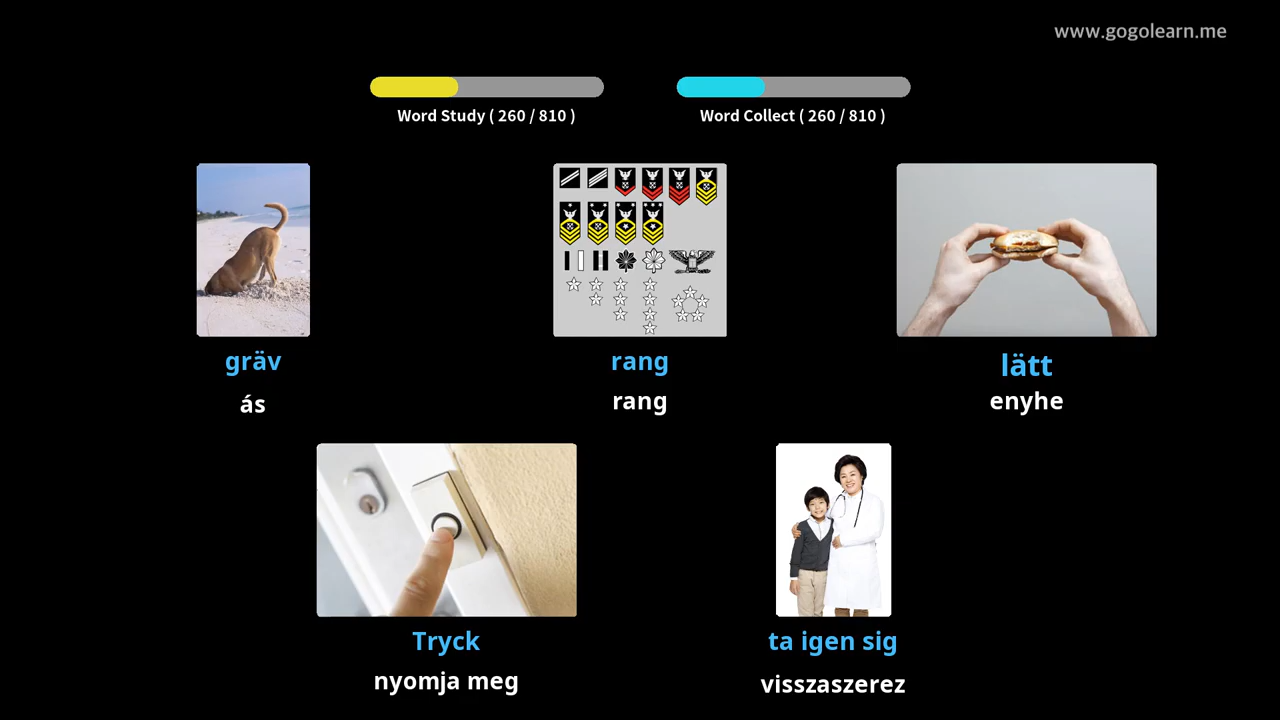 www.gogolearn.me
Word Study ( 260 / 810 )
Word Collect ( 260 / 810 )
gräv
ás
rang
rang
lätt
enyhe
Tryck
nyomja meg
ta igen sig
visszaszerez